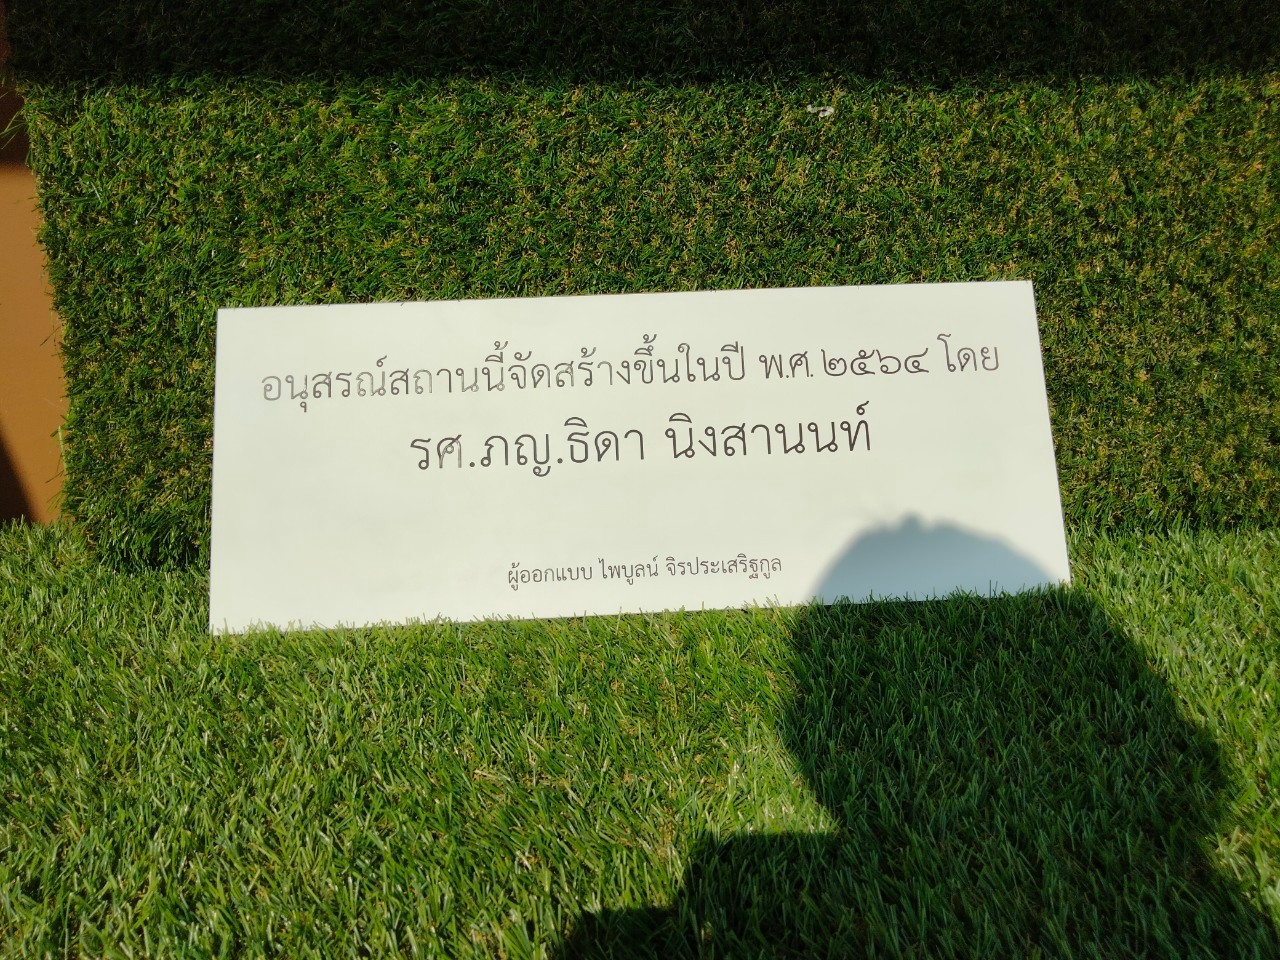 อนุสรณ์สถานนี้จัดสร้างขึ้นในปี พ.ศ. ๒๕๖๔ โดย
รศ.ภญ.ธิดา นิงสานนท์
ผู้ออกแบบ ไพบูลน์ จิรประเสริฐกูล